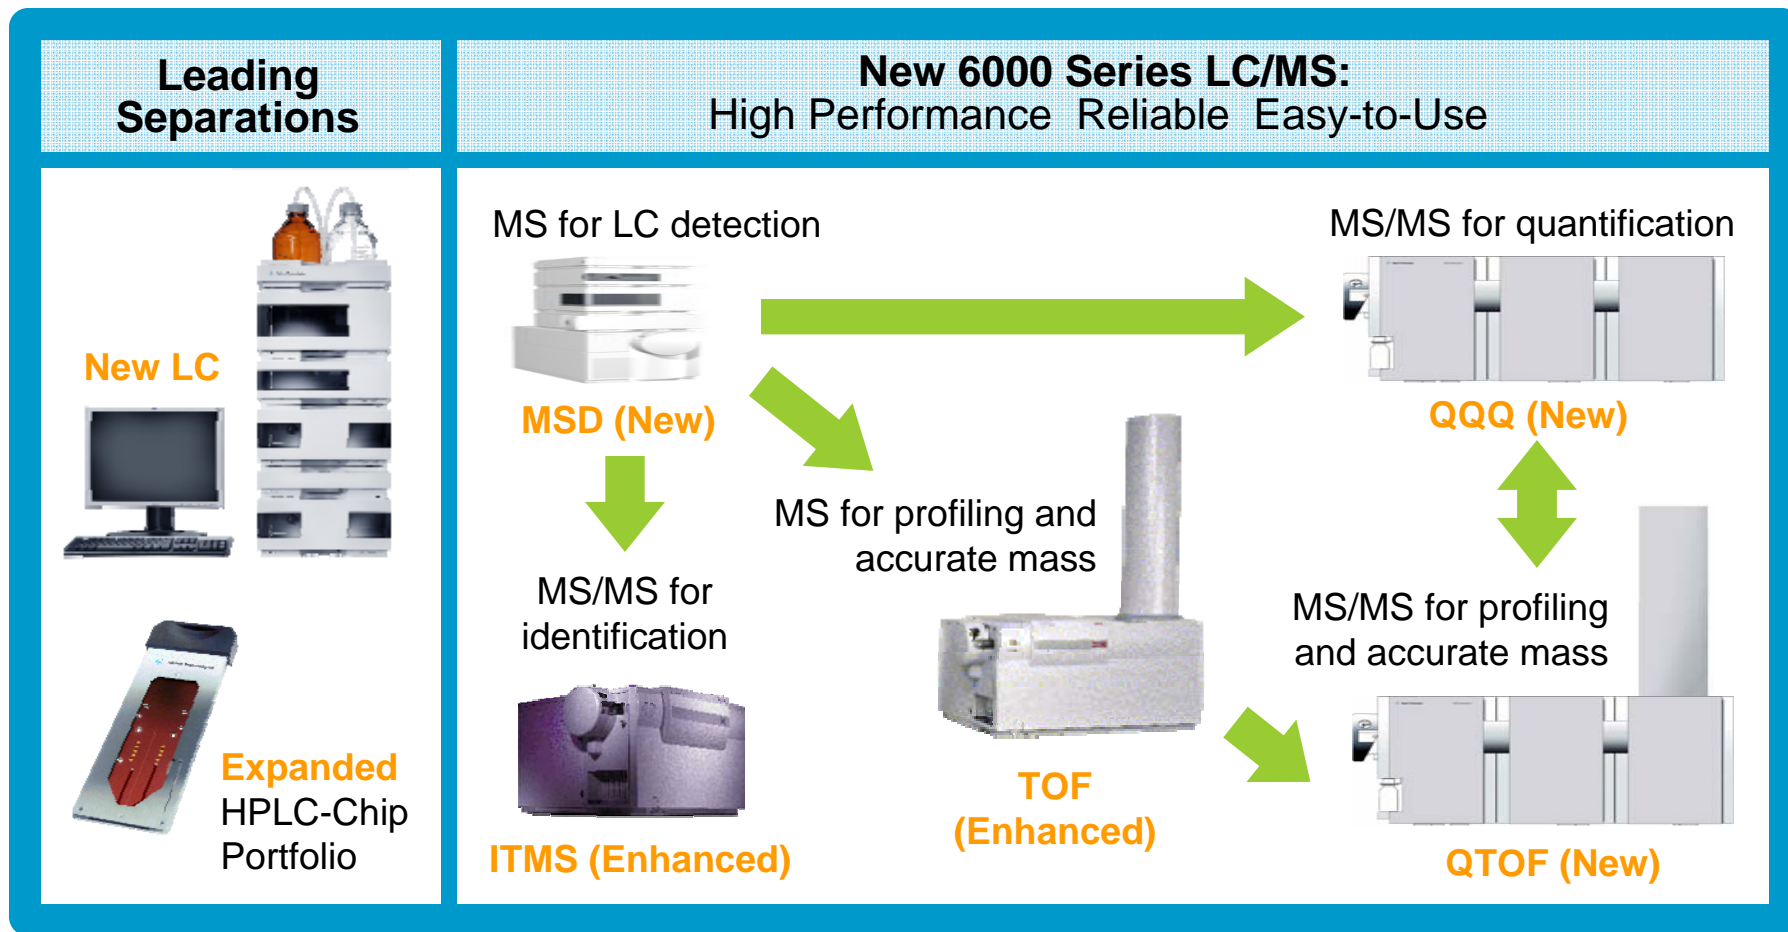 Leading
Separations
New 6000 Series LC/MS:
High Performance  Reliable  Easy-to-Use
New LC
Expanded
HPLC-Chip
Portfolio
MS for LC detection
MSD (New)
MS/MS for quantification
QQQ (New)
MS for profiling and
accurate mass
TOF
(Enhanced)
MS/MS for
identification
ITMS (Enhanced)
MS/MS for profiling
and accurate mass
QTOF (New)